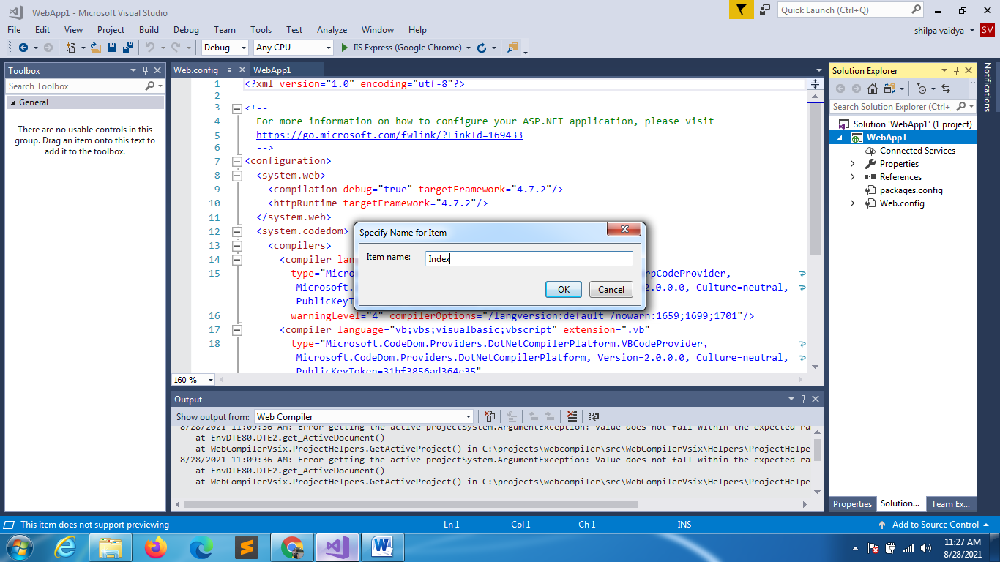 WebApp1 - Microsoft Visual Studio
Quick Launch (Ctrl+Q)
File Edit View Project Build Debug Team Tools Test Analyze Window Help
shilpa vaidya SV
Debug Any CPU IIS Express (Google Chrome)
Toolbox
Search Toolbox
General
There are no usable controls in this
group. Drag an item onto this text to
add it to the toolbox.
Web.config WebApp1
1 <?xml version="1.0" encoding="utf-8"?>
2
3 <!--
4 For more information on how to configure your ASP.NET application, please visit
5 https://go.microsoft.com/fwlink/?LinkId=169433
6 -->
7 <configuration>
8 <system.web>
9 <compilation debug="true" targetFramework="4.7.2"/>
10 <httpRuntime targetFramework="4.7.2"/>
11 </system.web>
12 <system.codedom>
13 <compilers>
14 <compiler lan
15 type="Micro rpCodeProvider,
Microsoft. 2.0.0.0, Culture=neutral,
PublicKeyT
16 warningLevel="4" compilerOptions="/langversion:default /nowarn:1659;1699;1701"/>
17 <compiler language="vb;vbs;visualbasic;vbscript" extension=".vb"
18 type="Microsoft.CodeDom.Providers.DotNetCompilerPlatform.VBCodeProvider,
Microsoft.CodeDom.Providers.DotNetCompilerPlatform, Version=2.0.0.0, Culture=neutral,
PublicKeyToken=31bf3856ad364e35"
160 %
Specify Name for Item
Item name: Index
OK Cancel
Output
Show output from: Web Compiler
8/28/2021 11:09:36 AM: Error getting the active projectSystem.ArgumentException: Value does not fall within the expected ra
at EnvDTE80.DTE2.get_ActiveDocument()
at WebCompilerVsix.ProjectHelpers.GetActiveProject() in C:\projects\webcompiler\src\WebCompilerVsix\Helpers\ProjectHelpe
8/28/2021 11:09:36 AM: Error getting the active projectSystem.ArgumentException: Value does not fall within the expected ra
at EnvDTE80.DTE2.get_ActiveDocument()
at WebCompilerVsix.ProjectHelpers.GetActiveProject() in C:\projects\webcompiler\src\WebCompilerVsix\Helpers\ProjectHelpe
Solution Explorer
Search Solution Explorer (Ctrl+
Solution 'WebApp1' (1 project)
WebApp1
Connected Services
Properties
References
packages.config
Web.config
Properties Solution... Team Ex...
Notifications
This item does not support previewing Ln 1 Col 1 Ch 1 INS Add to Source Control
11:27 AM
8/28/2021